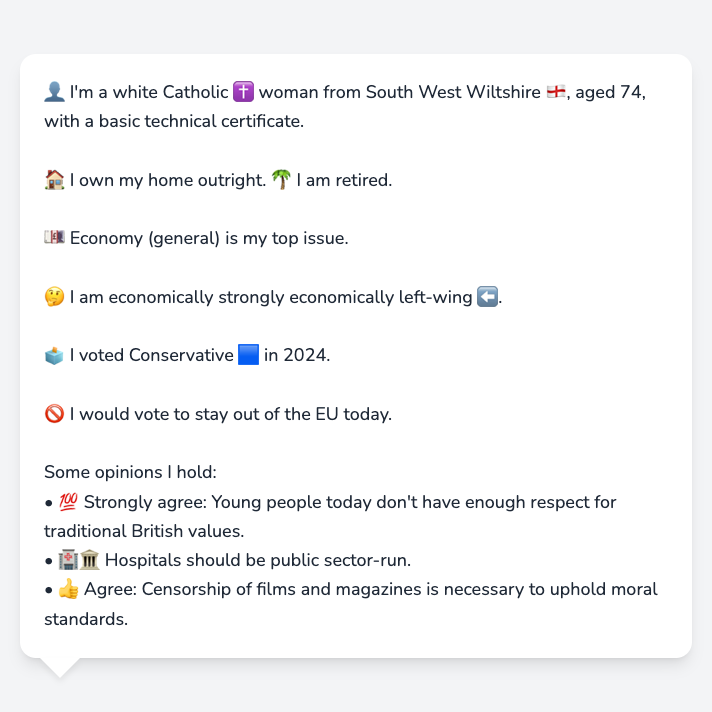 👤 I'm a white Catholic ✝️ woman from South West Wiltshire 🏴󠁧󠁢󠁥󠁮󠁧󠁿, aged 74,
with a basic technical certificate.
🏠 I own my home outright. 🌴 I am retired.
💷 Economy (general) is my top issue.
🤔 I am economically strongly economically left-wing ⬅️.
🗳️ I voted Conservative 🟦 in 2024.
🚫 I would vote to stay out of the EU today.
Some opinions I hold:
• 💯 Strongly agree: Young people today don't have enough respect for
traditional British values.
• 🏥🏛️ Hospitals should be public sector-run.
• 👍 Agree: Censorship of films and magazines is necessary to uphold moral
standards.